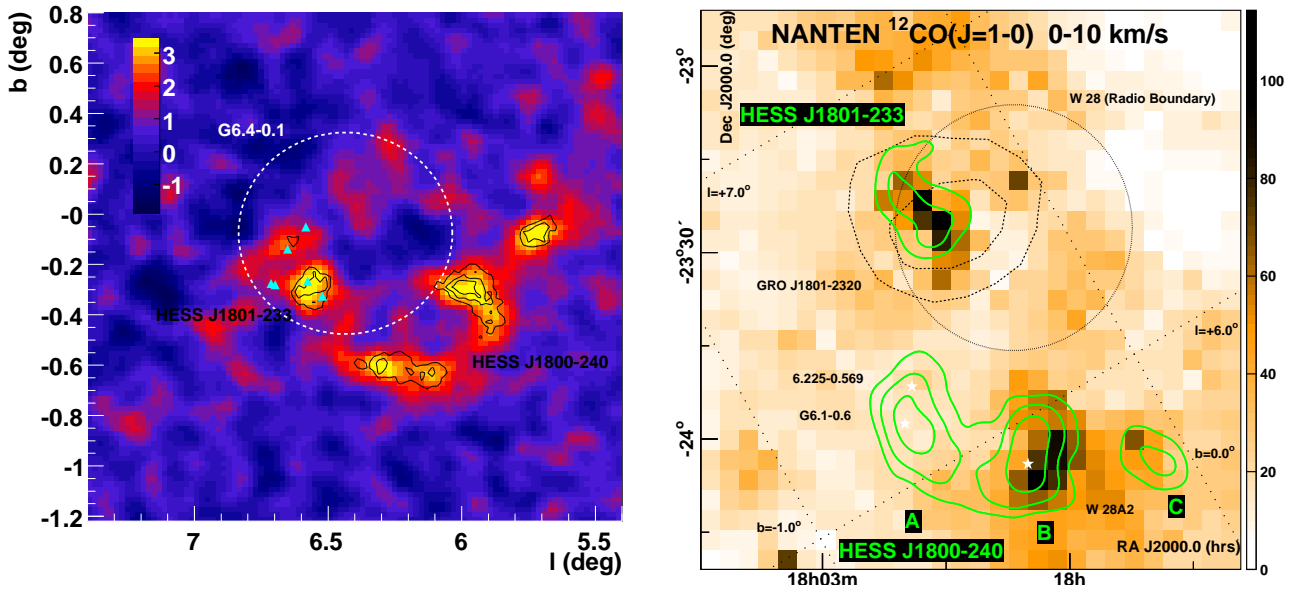 b (deg)
0.8
0.6
0.4
0.2
-0
-0.2
-0.4
-0.6
-0.8
-1
-1.2
3
2
1
0
-1
G6.4-0.1
HESS J1801-233
HESS J1800-240
7
6.5
6
5.5
l (deg)
NANTEN 12CO(J=1-0) 0-10 km/s
Dec J2000.0 (deg)
-23°
-23°30′
-24°
HESS J1801-233
W 28 (Radio Boundary)
l=+7.0°
GRO J1801-2320
l=+6.0°
6.225-0.569
G6.1-0.6
b=0.0°
W 28A2
b=-1.0°
A
B
C
HESS J1800-240
RA J2000.0 (hrs)
18h03m
18h
100
80
60
40
20
0